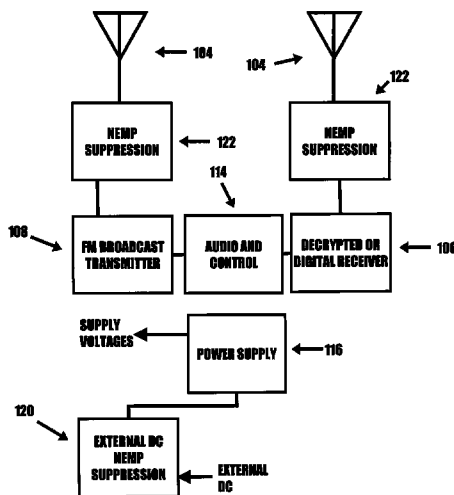 104
104
122
NEMP
SUPPRESSION
122
NEMP
SUPPRESSION
114
108
FM BROADCAST
TRANSMITTER
AUDIO AND
CONTROL
DECRYPTED OR
DIGITAL RECEIVER
106
SUPPLY
VOLTAGES
POWER SUPPLY
116
120
EXTERNAL DC
NEMP
SUPPRESSION
EXTERNAL
DC